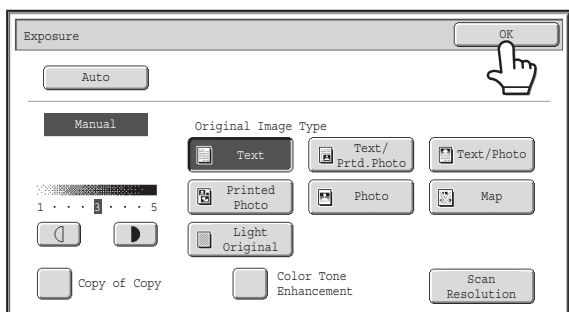 Exposure
OK
Auto
Manual
Original Image Type
Text
Text/
Prtd.Photo
Text/Photo
1 · · · 3 · · · 5
Printed
Photo
Photo
Map
Light
Original
Copy of Copy
Color Tone
Enhancement
Scan
Resolution